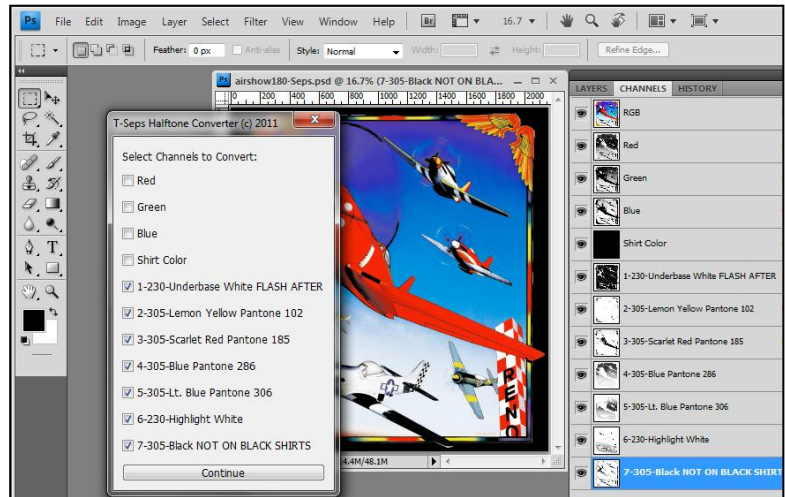 Ps File Edit Image Layer Select Filter View Window Help Br 16.7
Feather: 0 px Anti-alias Style: Normal Width: Height: Refine Edge...
Ps airshow180-Seps.psd @ 16.7% (7-305-Black NOT ON BLA...
0 200 400 600 800 1000 1200 1400 1600 1800 2000
T-Seps Halftone Converter (c) 2011
Select Channels to Convert:
Red
Green
Blue
Shirt Color
1-230-Underbase White FLASH AFTER
2-305-Lemon Yellow Pantone 102
3-305-Scarlet Red Pantone 185
4-305-Blue Pantone 286
5-305-Lt. Blue Pantone 306
6-230-Highlight White
7-305-Black NOT ON BLACK SHIRTS
Continue
RENO
4.4M/48.1M
LAYERS CHANNELS HISTORY
RGB
Red
Green
Blue
Shirt Color
1-230-Underbase White FLASH AFTER
2-305-Lemon Yellow Pantone 102
3-305-Scarlet Red Pantone 185
4-305-Blue Pantone 286
5-305-Lt. Blue Pantone 306
6-230-Highlight White
7-305-Black NOT ON BLACK SHIRT